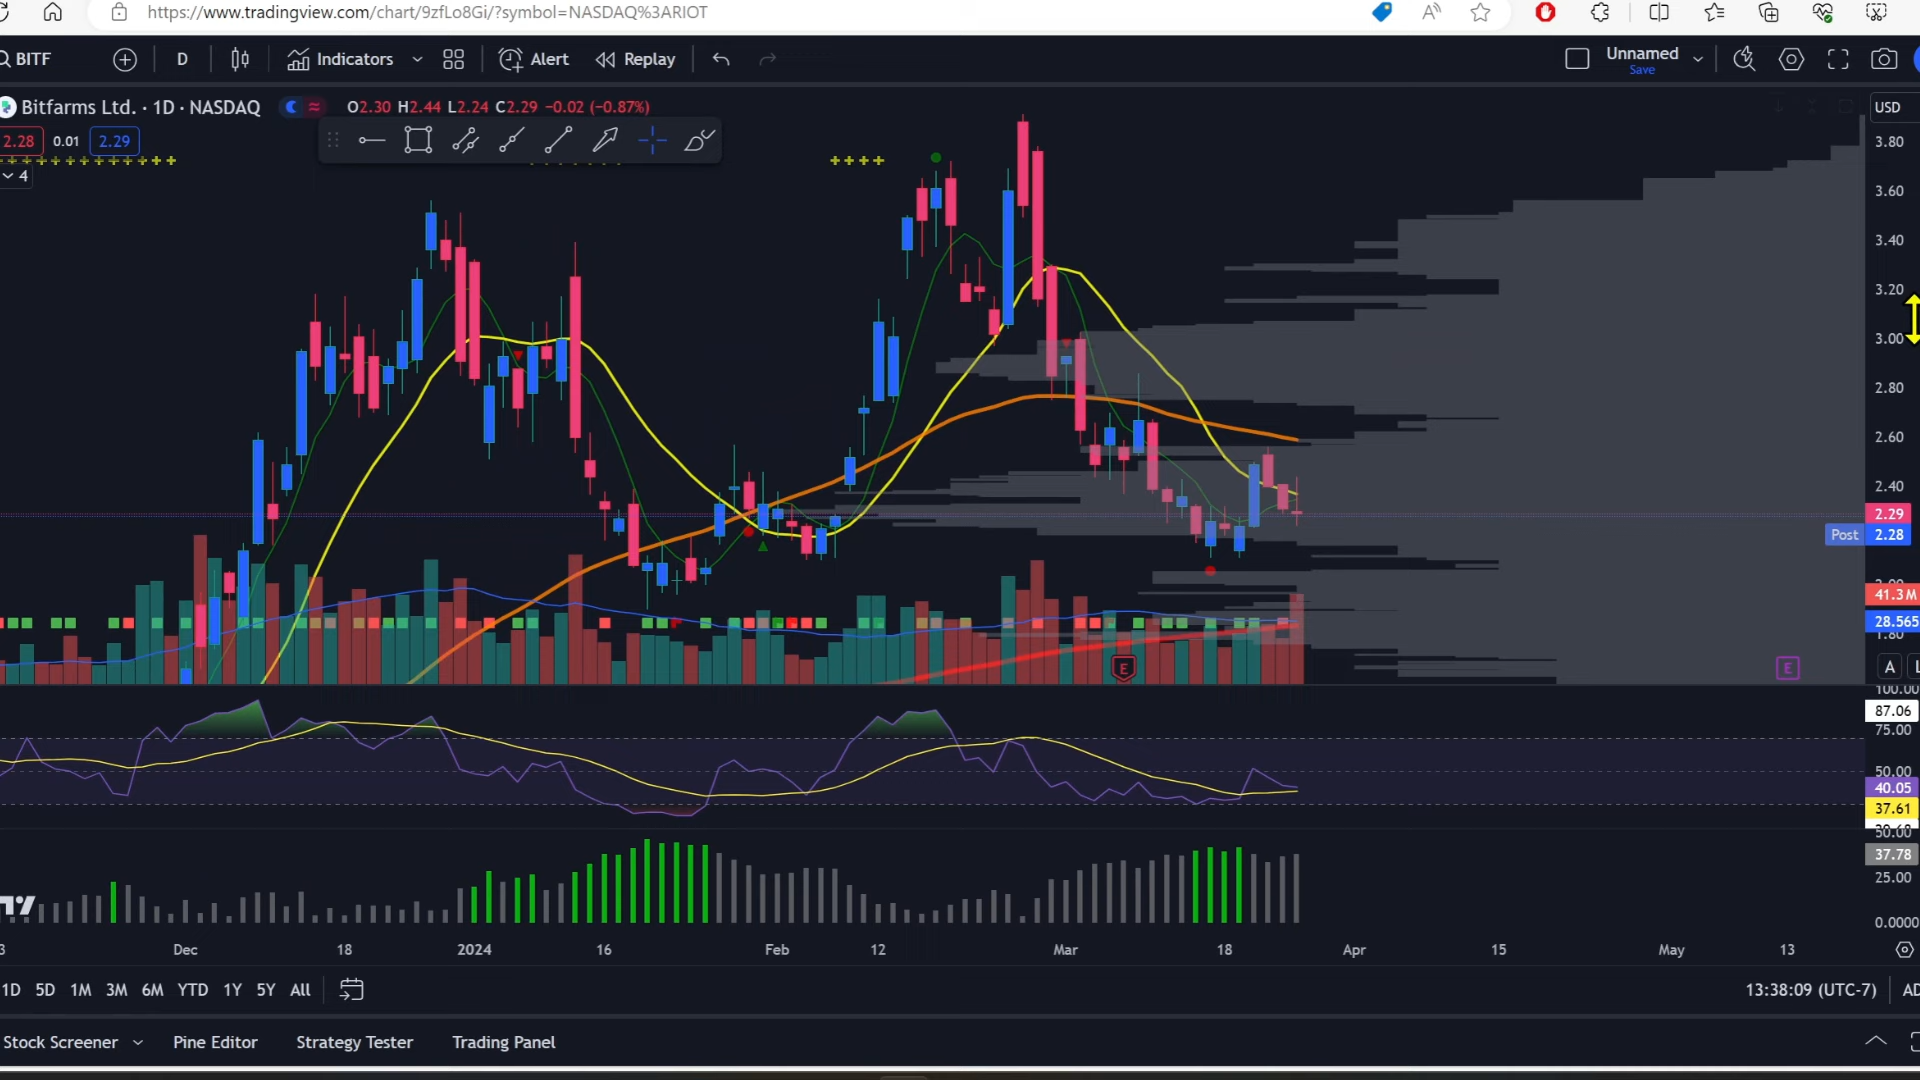 https://www.tradingview.com/chart/9zfLo8Gi/?symbol=NASDAQ%3ARIOT
BITF D Indicators Alert Replay Unnamed
Save
Bitfarms Ltd. · 1D · NASDAQ O2.30 H2.44 L2.24 C2.29 −0.02 (−0.87%) USD
2.28 0.01 2.29
4
3.80
3.60
3.40
3.20
3.00
2.80
2.60
2.40
2.29
Post 2.28
41.3M
28.565
1.80
E E A
100.00
87.06
75.00
50.00
40.05
37.61
50.00
37.78
25.00
0.0000
3 Dec 18 2024 16 Feb 12 Mar 18 Apr 15 May 13
1D 5D 1M 3M 6M YTD 1Y 5Y All 13:38:09 (UTC-7) AD
Stock Screener Pine Editor Strategy Tester Trading Panel